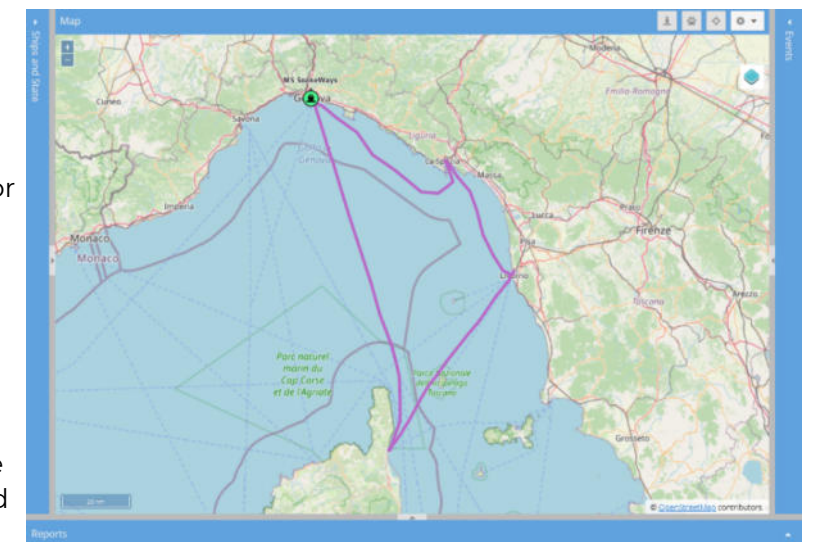 Map
Ships and State
Events
+
−
MS SmokeWays
Genova
Cuneo
Savona
Imperia
Monaco
Monaco
Modena
Emilia-Romagna
Liguria
La Spezia
Massa
Lucca
Prato
Firenze
Pisa
Livorno
Toscana
Arezzo
Grosseto
Parc naturel
marin du
Cap Corse
et de l'Agriate
or
e
d
© OpenStreetMap contributors.
Reports